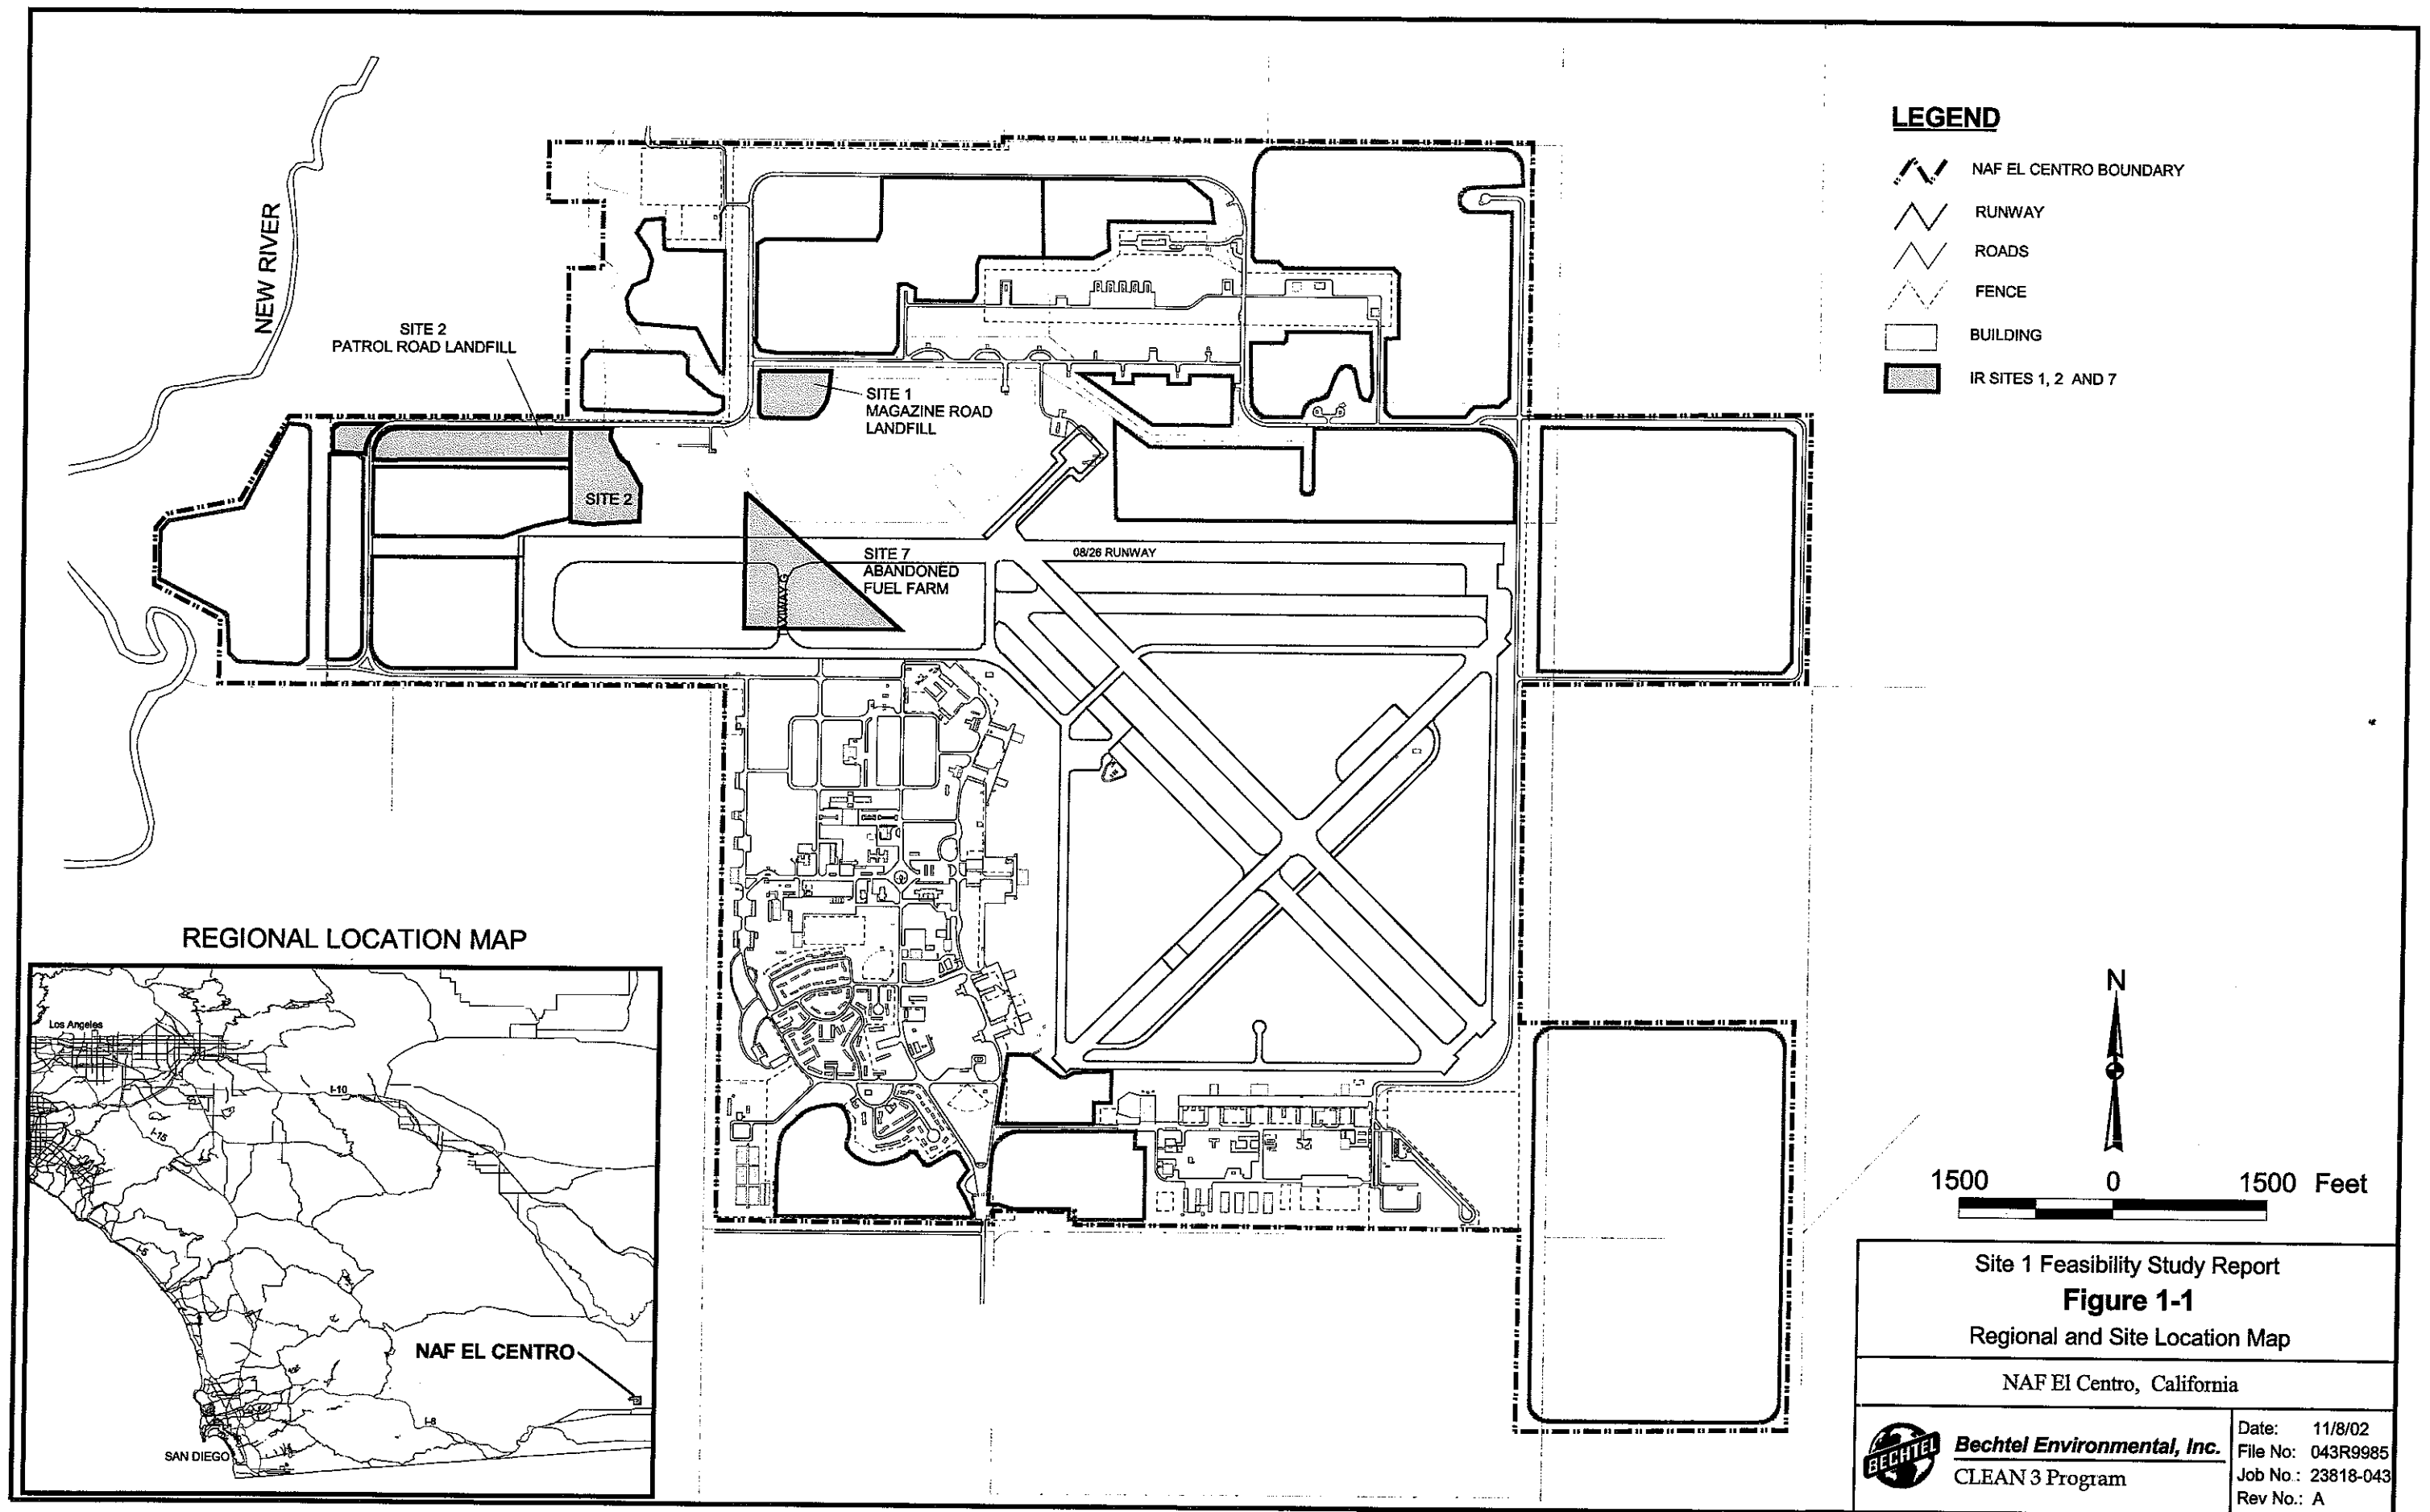 LEGEND
NAF EL CENTRO BOUNDARY
RUNWAY
ROADS
FENCE
BUILDING
IR SITES 1, 2 AND 7
NEW RIVER
SITE 2
PATROL ROAD LANDFILL
SITE 1
MAGAZINE ROAD
LANDFILL
SITE 2
SITE 7
ABANDONED
FUEL FARM
TAXIWAY G
08/26 RUNWAY
REGIONAL LOCATION MAP
Los Angeles
I-10
I-15
I-5
NAF EL CENTRO
I-8
SAN DIEGO
N
1500 0 1500 Feet
Site 1 Feasibility Study Report
Figure 1-1
Regional and Site Location Map
NAF El Centro, California
BECHTEL
Bechtel Environmental, Inc.
CLEAN 3 Program
Date: 11/8/02
File No: 043R9985
Job No.: 23818-043
Rev No.: A